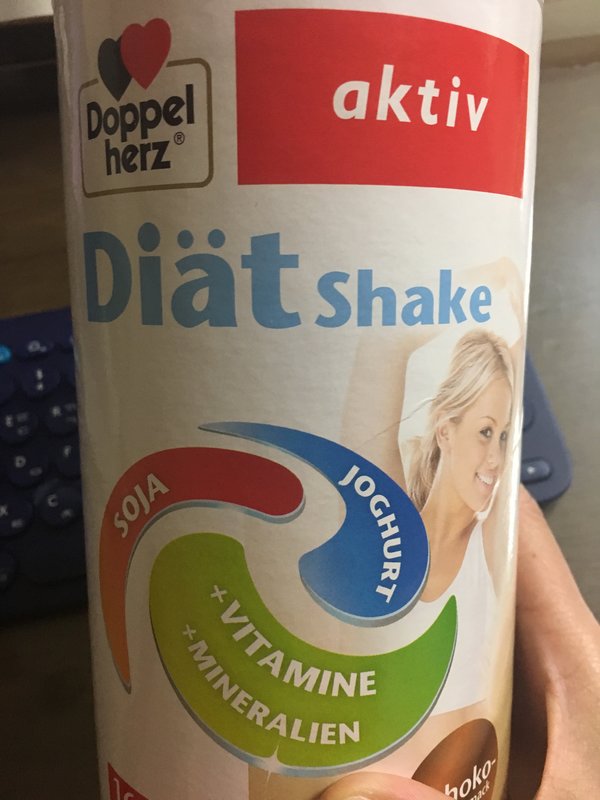 Doppel
herz®
aktiv
Diät shake
SOJA
JOGHURT
+VITAMINE
+MINERALIEN